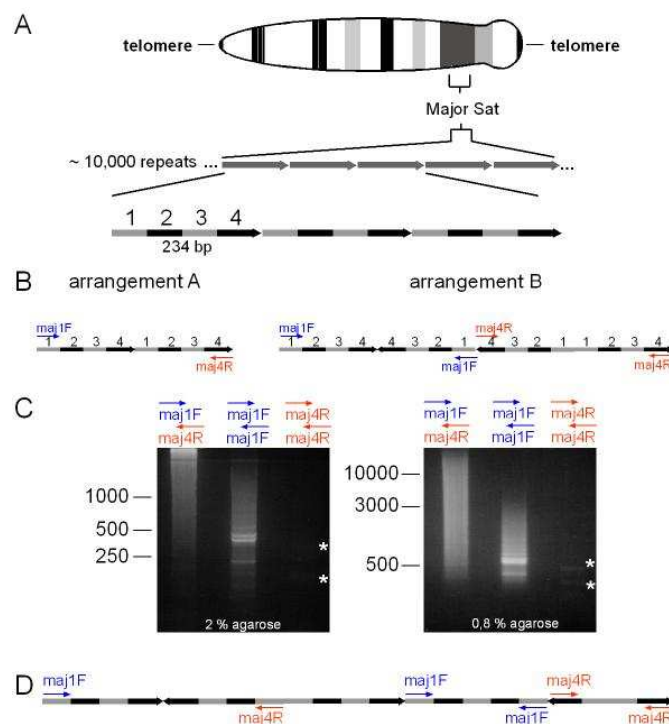 A
telomere
telomere
Major Sat
~ 10,000 repeats ...
...
1 2 3 4
234 bp
B arrangement A arrangement B
maj1F
1 2 3 4 1 2 3 4
maj4R
maj1F maj4R
1 2 3 4 1 2 3 4 3 2 1 1 2 3 4
maj1F maj4R
C
maj1F maj1F maj4R
maj4R maj1F maj4R
maj1F maj1F maj4R
maj4R maj1F maj4R
1000
500
250
*
*
2 % agarose
10000
3000
500
*
*
0,8 % agarose
D
maj1F maj1F maj4R
maj4R maj1F maj4R